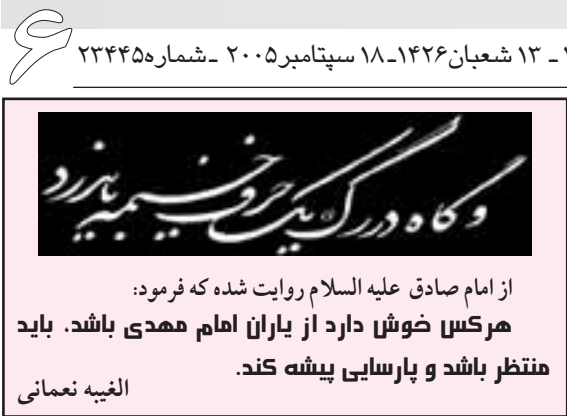 ـ ۱۳ شعبان۱۴۲۶ـ ۱۸ سپتامبر۲۰۰۵ ـ شماره۲۳۴۴۵
۶
و گاه در رگ یک حرف خیمه باید زد
از امام صادق علیه السلام روایت شده که فرمود:
هرکس خوش دارد از یاران امام مهدی باشد، باید
منتظر باشد و پارسایی پیشه کند.
الغیبه نعمانی